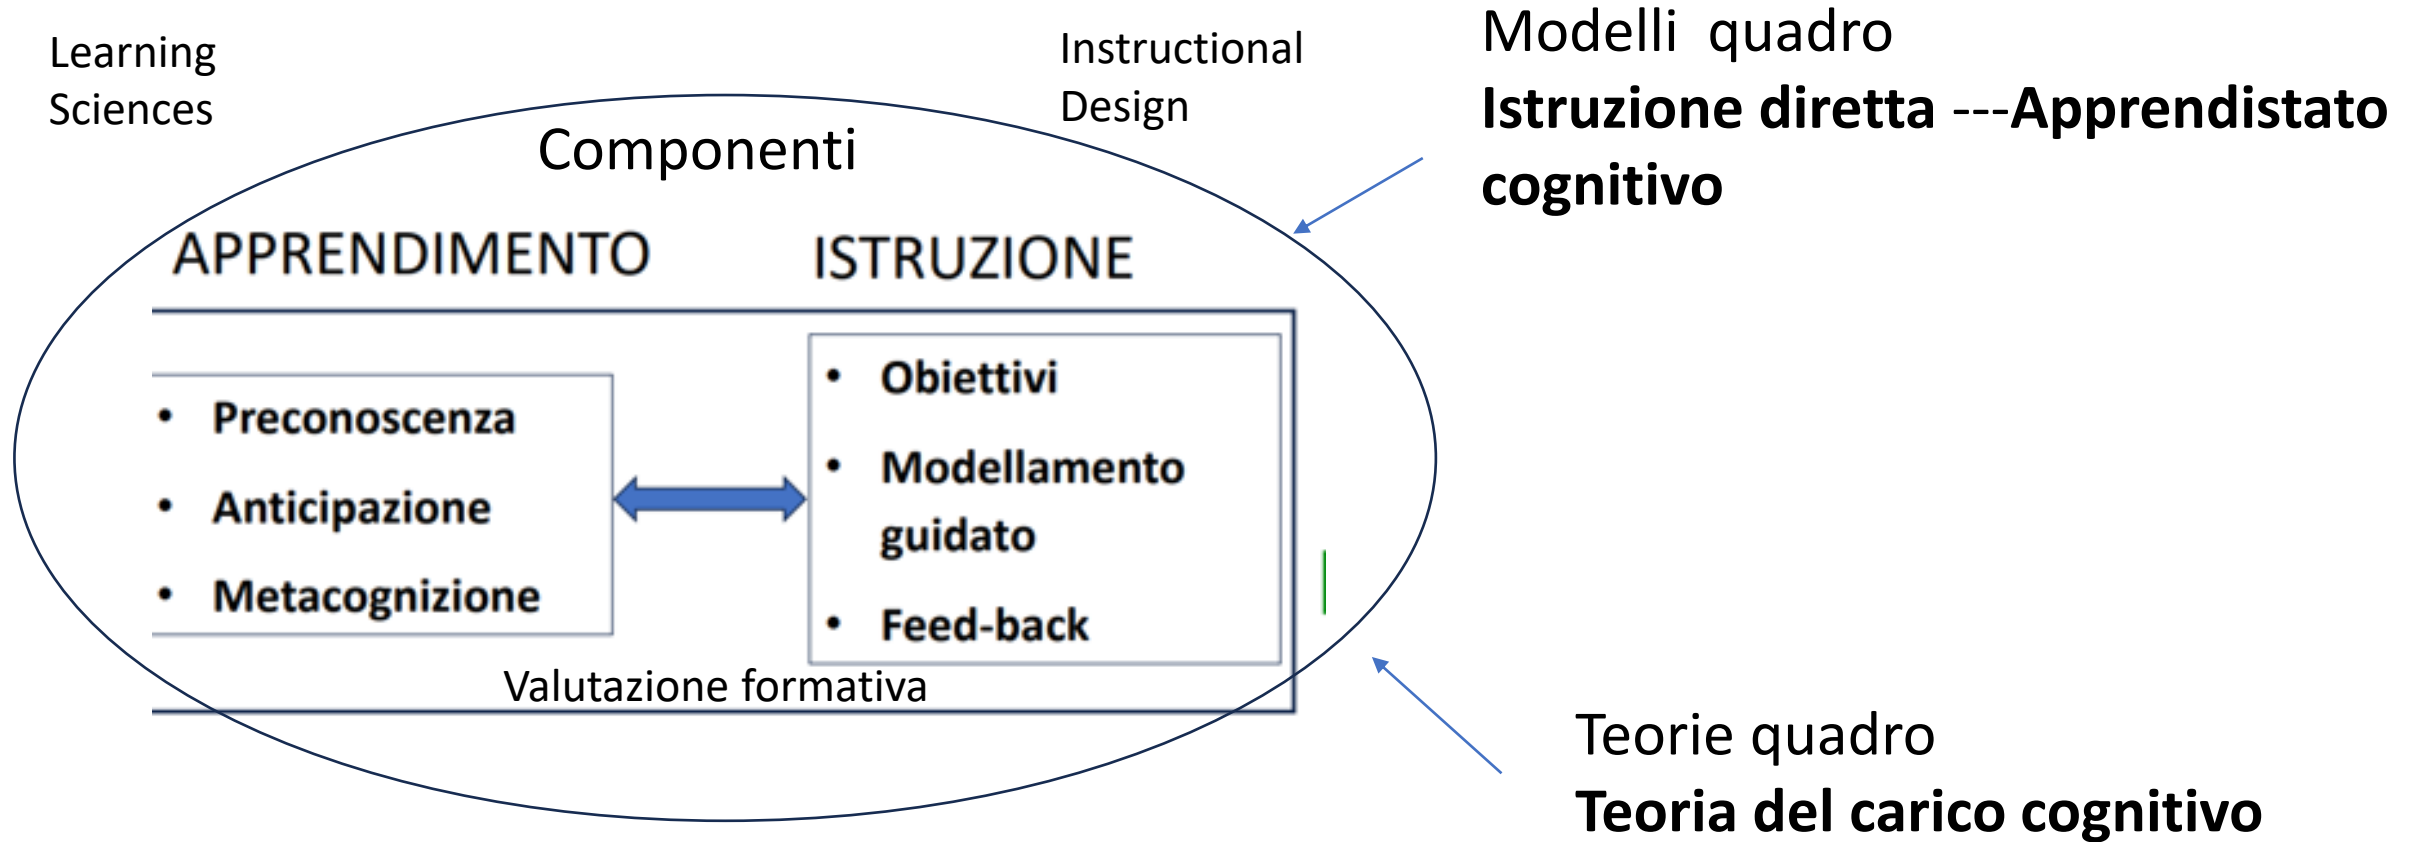 Learning
Sciences
Instructional
Design
Modelli quadro
Istruzione diretta ---Apprendistato
cognitivo
Componenti
APPRENDIMENTO
ISTRUZIONE
• Preconoscenza
• Anticipazione
• Metacognizione
• Obiettivi
• Modellamento
guidato
• Feed-back
Valutazione formativa
Teorie quadro
Teoria del carico cognitivo